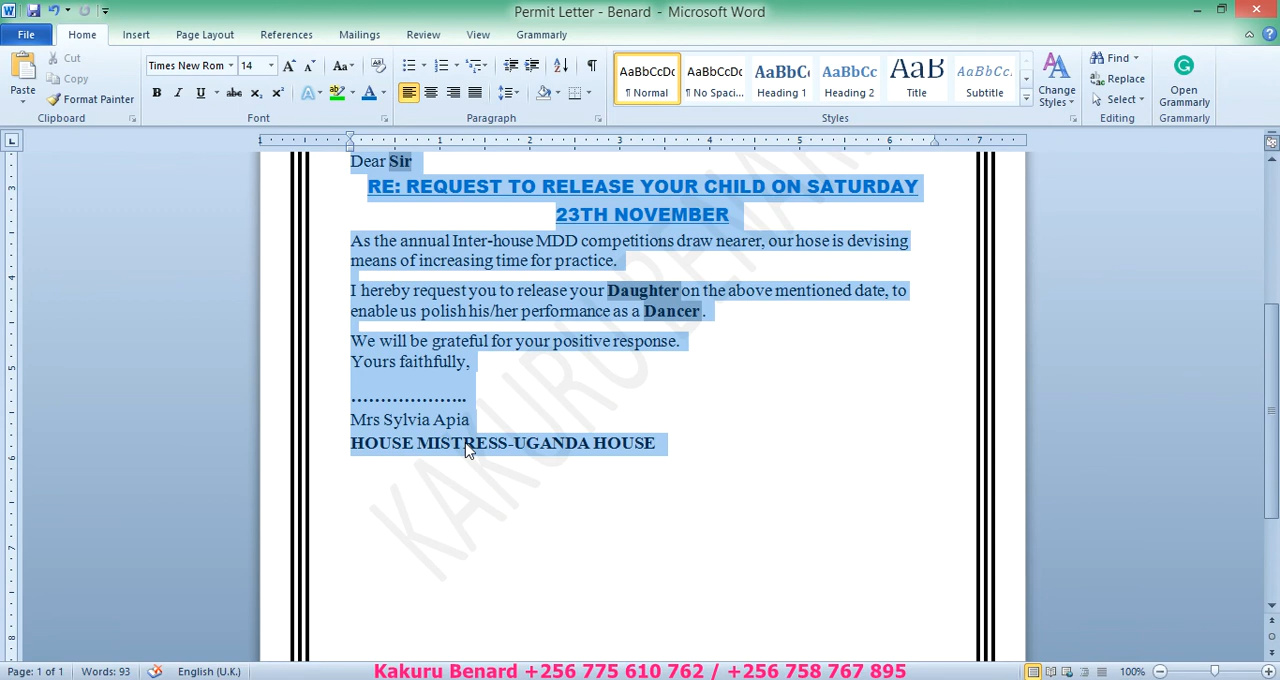 Permit Letter - Benard - Microsoft Word
File Home Insert Page Layout References Mailings Review View Grammarly
Cut
Copy
Format Painter
Paste
Clipboard
Times New Rom 14
Font
Paragraph
AaBbCcDc AaBbCcDc AaBbC AaBbCc AaB AaBbCc.
¶ Normal ¶ No Spaci... Heading 1 Heading 2 Title Subtitle
Change
Styles
Styles
Find
Replace
Select
Editing
Open
Grammarly
Grammarly
Dear Sir
RE: REQUEST TO RELEASE YOUR CHILD ON SATURDAY
23TH NOVEMBER
As the annual Inter-house MDD competitions draw nearer, our hose is devising
means of increasing time for practice.
I hereby request you to release your Daughter on the above mentioned date, to
enable us polish his/her performance as a Dancer .
We will be grateful for your positive response.
Yours faithfully,
………………..
Mrs Sylvia Apia
HOUSE MISTRESS-UGANDA HOUSE
KAKURU BENAR
Page: 1 of 1 Words: 93 English (U.K.) 100%
Kakuru Benard +256 775 610 762 / +256 758 767 895